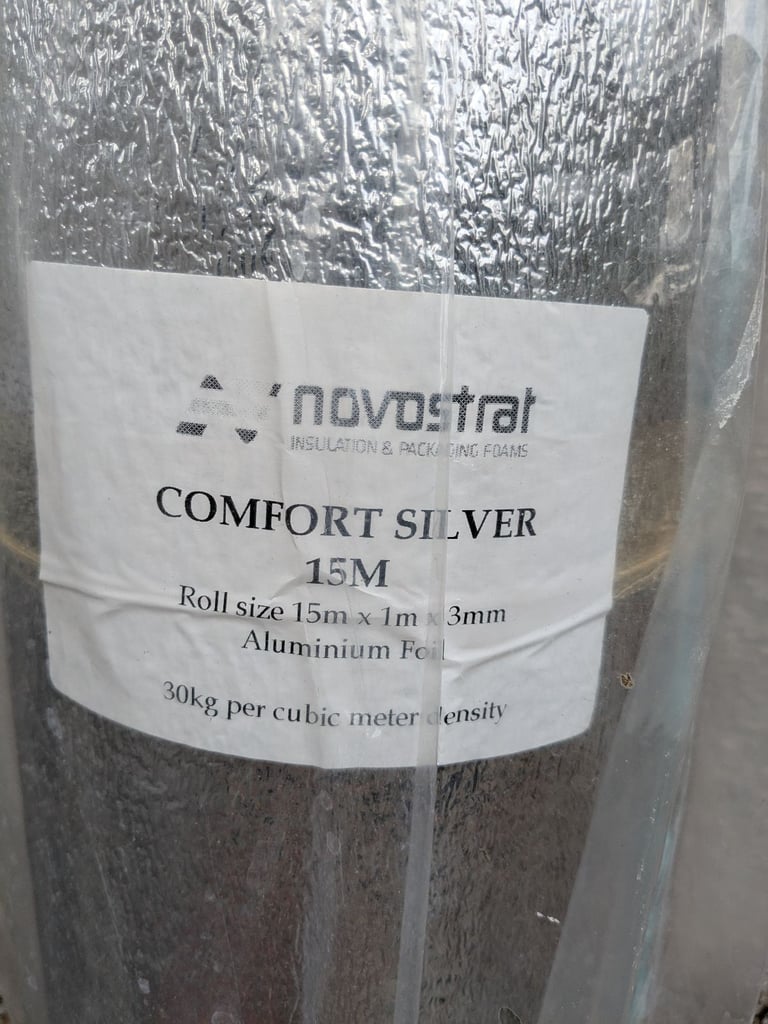 novostrat
INSULATION & PACKAGING FOAMS
COMFORT SILVER
15M
Roll size 15m x 1m x 3mm
Aluminium Foil
30kg per cubic meter density